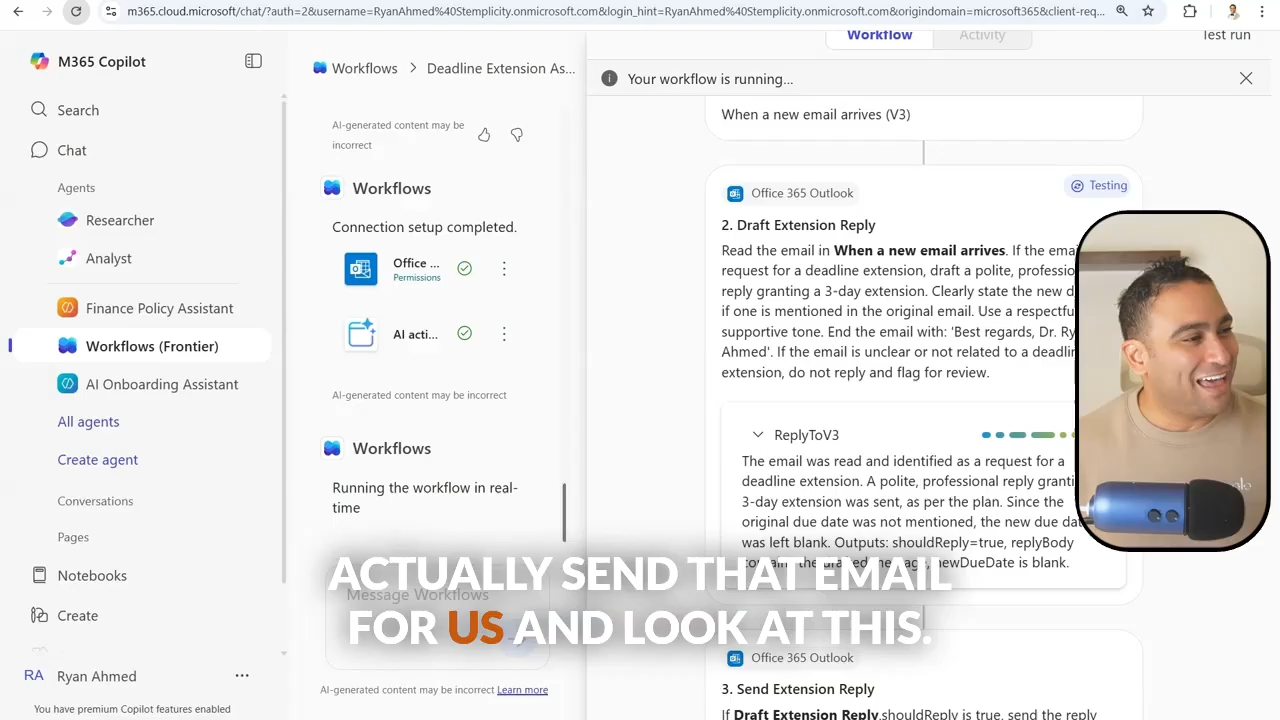 m365.cloud.microsoft/chat/?auth=2&username=RyanAhmed%40Stemplicity.onmicrosoft.com&login_hint=RyanAhmed%40Stemplicity.onmicrosoft.com&origindomain=microsoft365&client-req...
M365 Copilot
Search
Chat
Agents
Researcher
Analyst
Finance Policy Assistant
Workflows (Frontier)
AI Onboarding Assistant
All agents
Create agent
Conversations
Pages
Notebooks
Create
RA Ryan Ahmed ...
You have premium Copilot features enabled
Workflows > Deadline Extension As...
AI-generated content may be
incorrect
Workflows
Connection setup completed.
Office ...
Permissions
AI acti...
AI-generated content may be incorrect
Workflows
Running the workflow in real-
time
Message Workflows
AI-generated content may be incorrect Learn more
Workflow
Activity
Test run
Your workflow is running...
When a new email arrives (V3)
Office 365 Outlook
Testing
2. Draft Extension Reply
Read the email in When a new email arrives. If the
request for a deadline extension, draft a polite,
reply granting a 3-day extension. Clearly state the new
if one is mentioned in the original email. Use a
supportive tone. End the email with: 'Best regards, Dr.
Ahmed'. If the email is unclear or not related to a
extension, do not reply and flag for review.
ReplyToV3
The email was read and identified as a request for a
deadline extension. A polite, professional reply
3-day extension was sent, as per the plan. Since the
original due date was not mentioned, the new due
was left blank. Outputs: shouldReply=true, replyBody
newDueDate is blank.
Office 365 Outlook
3. Send Extension Reply
If Draft Extension Reply.shouldReply is true, send the reply
ACTUALLY SEND THAT EMAIL
FOR US AND LOOK AT THIS.